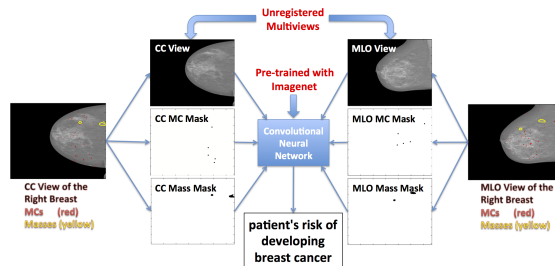 Unregistered
Multiviews
CC View
MLO View
Pre-trained with
Imagenet
CC MC Mask
Convolutional
Neural
Network
MLO MC Mask
CC Mass Mask
MLO Mass Mask
CC View of the
Right Breast
MCs (red)
Masses (yellow)
MLO View of the
Right Breast
MCs (red)
Masses (yellow)
patient's risk of
developing
breast cancer